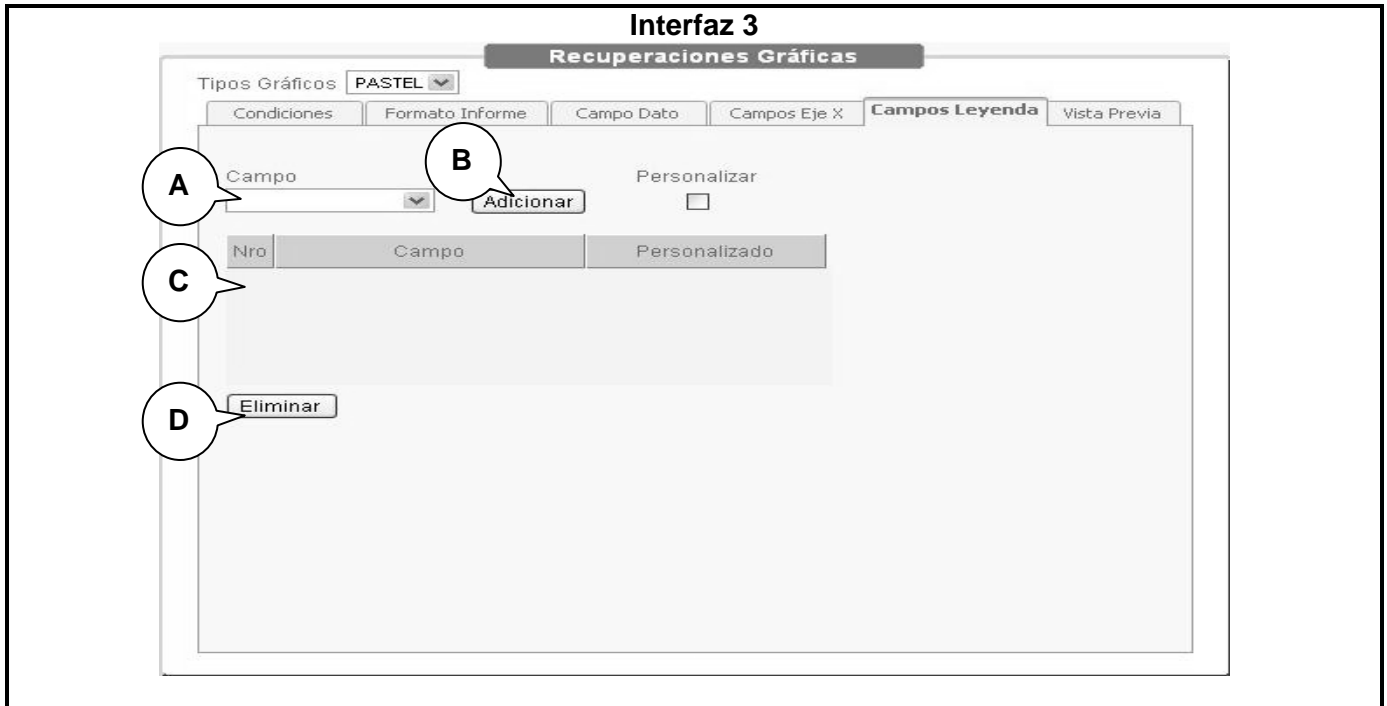 Interfaz 3
Recuperaciones Gráficas
Tipos Gráficos PASTEL
Condiciones Formato Informe Campo Dato Campos Eje X Campos Leyenda Vista Previa
B
A
Campo Personalizar
Adicionar
Nro Campo Personalizado
C
Eliminar
D